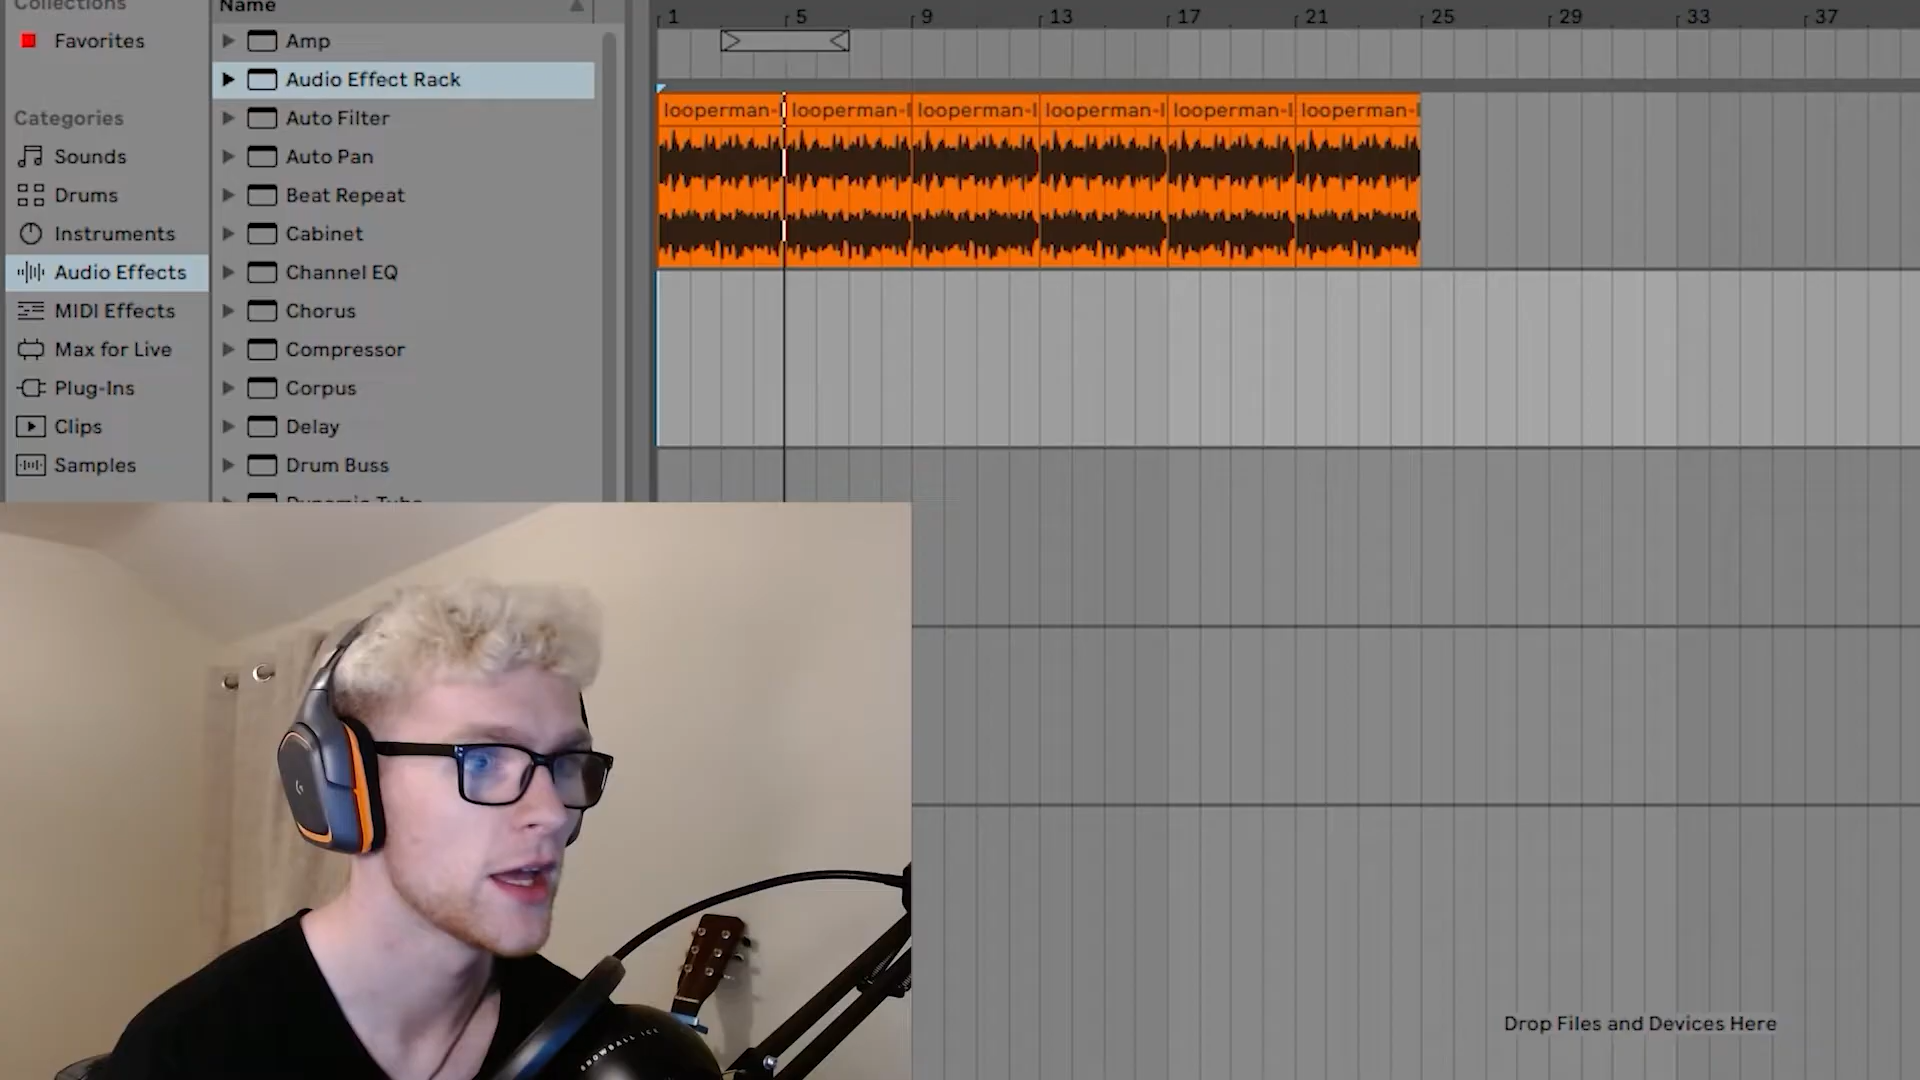 Collections
Favorites
Categories
Sounds
Drums
Instruments
Audio Effects
MIDI Effects
Max for Live
Plug-Ins
Clips
Samples
Name
Amp
Audio Effect Rack
Auto Filter
Auto Pan
Beat Repeat
Cabinet
Channel EQ
Chorus
Compressor
Corpus
Delay
Drum Buss
1 5 9 13 17 21 25 29 33 37
looperman-l looperman-l looperman-l looperman-l looperman-l looperman-l
SNOWBALL iCE
Drop Files and Devices Here